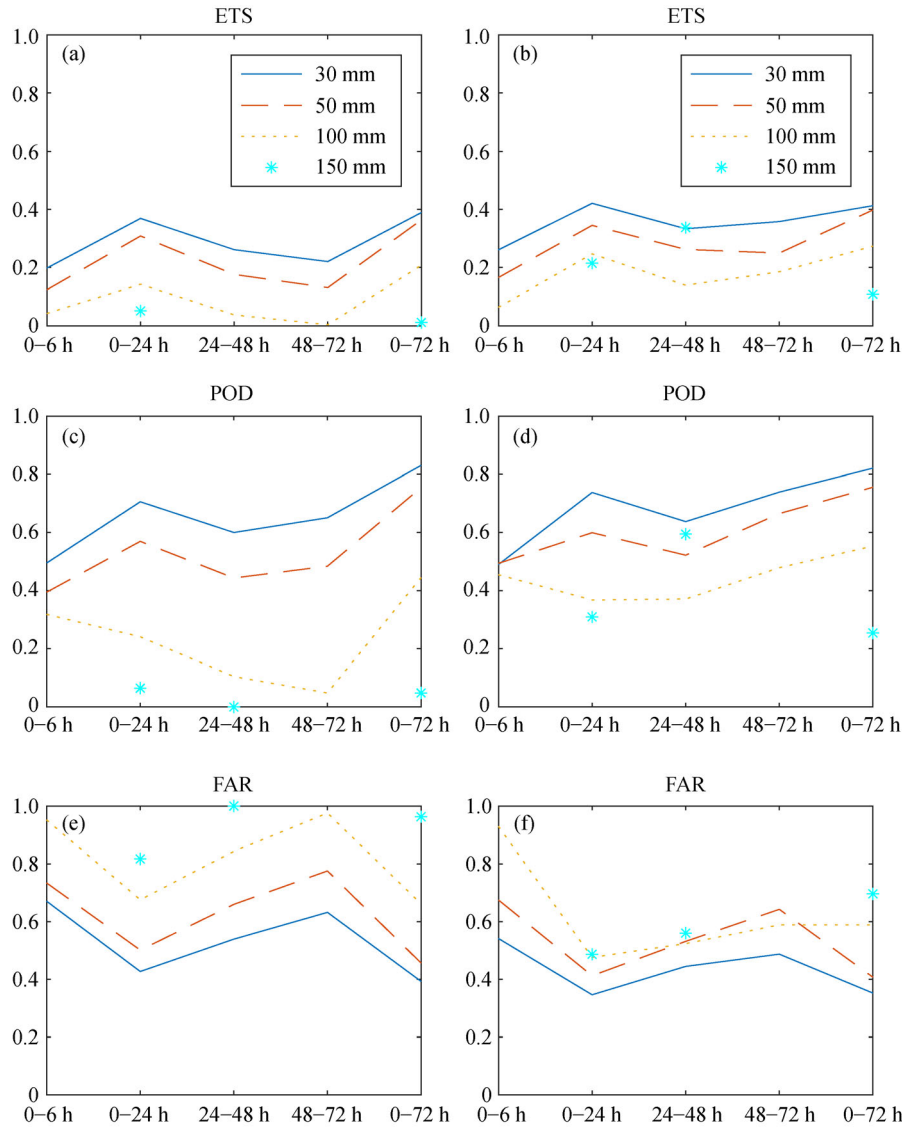 ETS
ETS
(a)
30 mm
50 mm
100 mm
150 mm
1.0
0.8
0.6
0.4
0.2
0
0–6 h
0–24 h
24–48 h
48–72 h
0–72 h
(b)
30 mm
50 mm
100 mm
150 mm
1.0
0.8
0.6
0.4
0.2
0
0–6 h
0–24 h
24–48 h
48–72 h
0–72 h
POD
(c)
1.0
0.8
0.6
0.4
0.2
0
0–6 h
0–24 h
24–48 h
48–72 h
0–72 h
POD
(d)
1.0
0.8
0.6
0.4
0.2
0
0–6 h
0–24 h
24–48 h
48–72 h
0–72 h
FAR
(e)
1.0
0.8
0.6
0.4
0.2
0
0–6 h
0–24 h
24–48 h
48–72 h
0–72 h
FAR
(f)
1.0
0.8
0.6
0.4
0.2
0
0–6 h
0–24 h
24–48 h
48–72 h
0–72 h